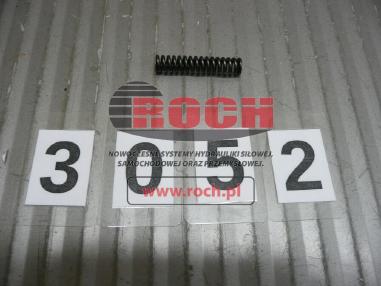 ROCH
3 0 5 2
NOWOCZESNE SYSTEMY HYDRAULIKI SIŁOWEJ,
SAMOCHODOWEJ ORAZ PRZEMYSŁOWEJ.
www.roch.pl